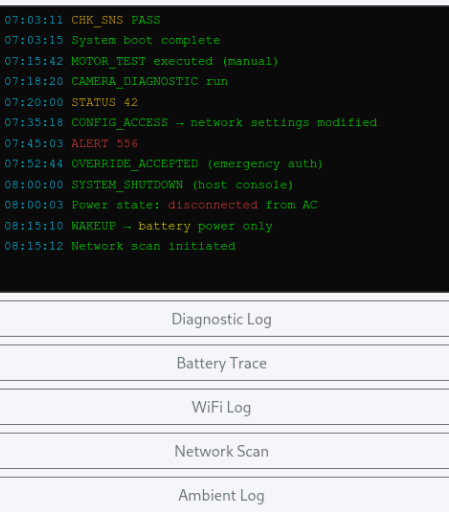 07:03:11 CHK_SNS PASS
07:03:15 System boot complete
07:15:42 MOTOR_TEST executed (manual)
07:18:20 CAMERA_DIAGNOSTIC run
07:20:00 STATUS 42
07:35:18 CONFIG_ACCESS → network settings modified
07:45:03 ALERT 556
07:52:44 OVERRIDE_ACCEPTED (emergency auth)
08:00:00 SYSTEM_SHUTDOWN (host console)
08:00:03 Power state: disconnected from AC
08:15:10 WAKEUP → battery power only
08:15:12 Network scan initiated
Diagnostic Log
Battery Trace
WiFi Log
Network Scan
Ambient Log